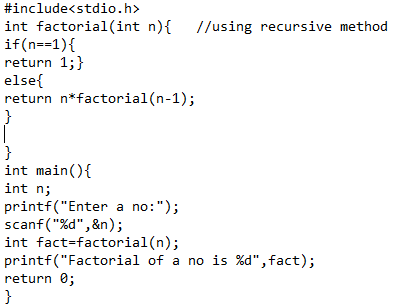 #include<stdio.h>
int factorial(int n){   //using recursive method
if(n==1){
return 1;}
else{
return n*factorial(n-1);
}
}
int main(){
int n;
printf("Enter a no:");
scanf("%d",&n);
int fact=factorial(n);
printf("Factorial of a no is %d",fact);
return 0;
}